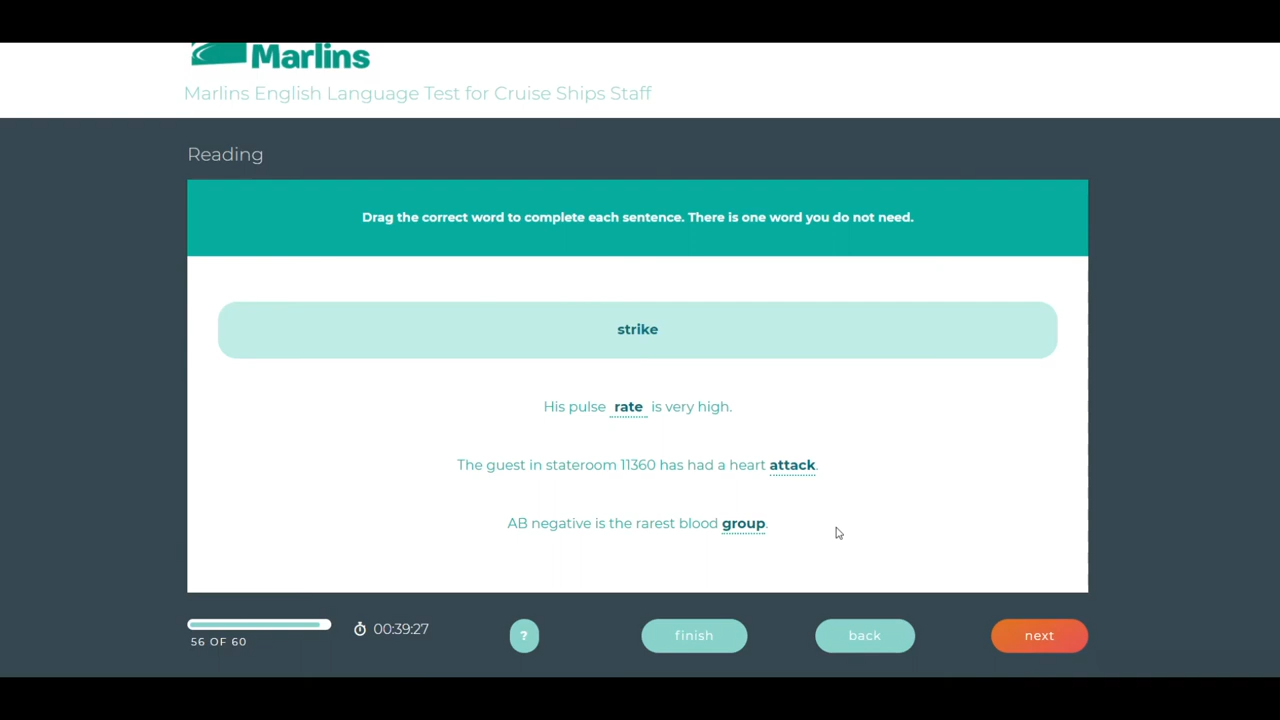 Marlins
Marlins English Language Test for Cruise Ships Staff
Reading
Drag the correct word to complete each sentence. There is one word you do not need.
strike
His pulse rate is very high.
The guest in stateroom 11360 has had a heart attack.
AB negative is the rarest blood group.
56 OF 60
00:39:27
?
finish
back
next